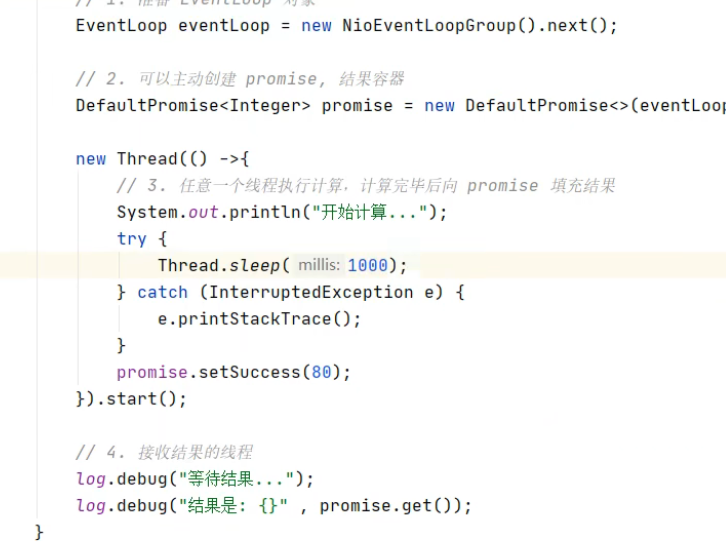 // 1. 准备 EventLoop 对象
EventLoop eventLoop = new NioEventLoopGroup().next();
// 2. 可以主动创建 promise, 结果容器
DefaultPromise<Integer> promise = new DefaultPromise<>(eventLoop
new Thread(() ->{
// 3. 任意一个线程执行计算，计算完毕后向 promise 填充结果
System.out.println("开始计算...");
try {
Thread.sleep( millis: 1000);
} catch (InterruptedException e) {
e.printStackTrace();
}
promise.setSuccess(80);
}).start();
// 4. 接收结果的线程
log.debug("等待结果...");
log.debug("结果是: {}" , promise.get());
}